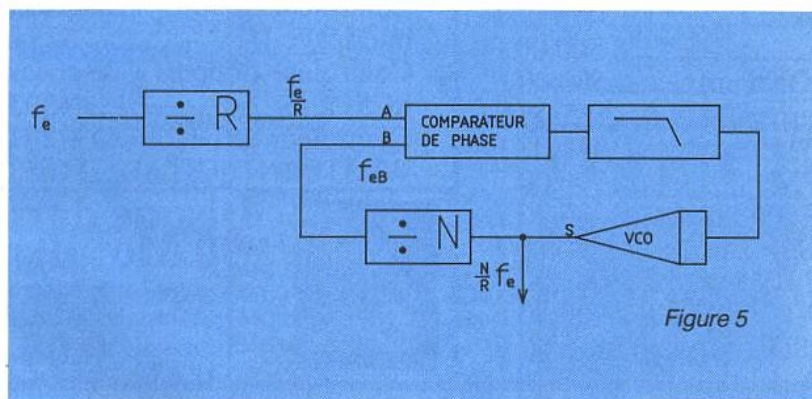 fe
÷ R
fe/R
A
B
COMPARATEUR
DE PHASE
feB
÷ N
S
VCO
N/R fe
Figure 5